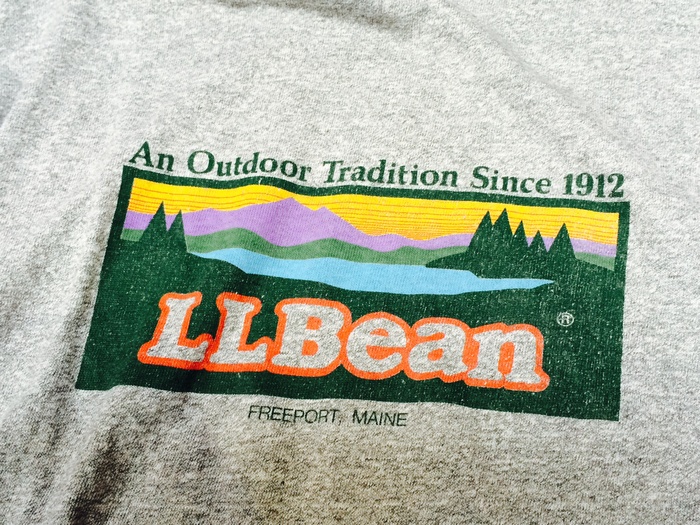 An Outdoor Tradition Since 1912
LLBean ®
FREEPORT, MAINE